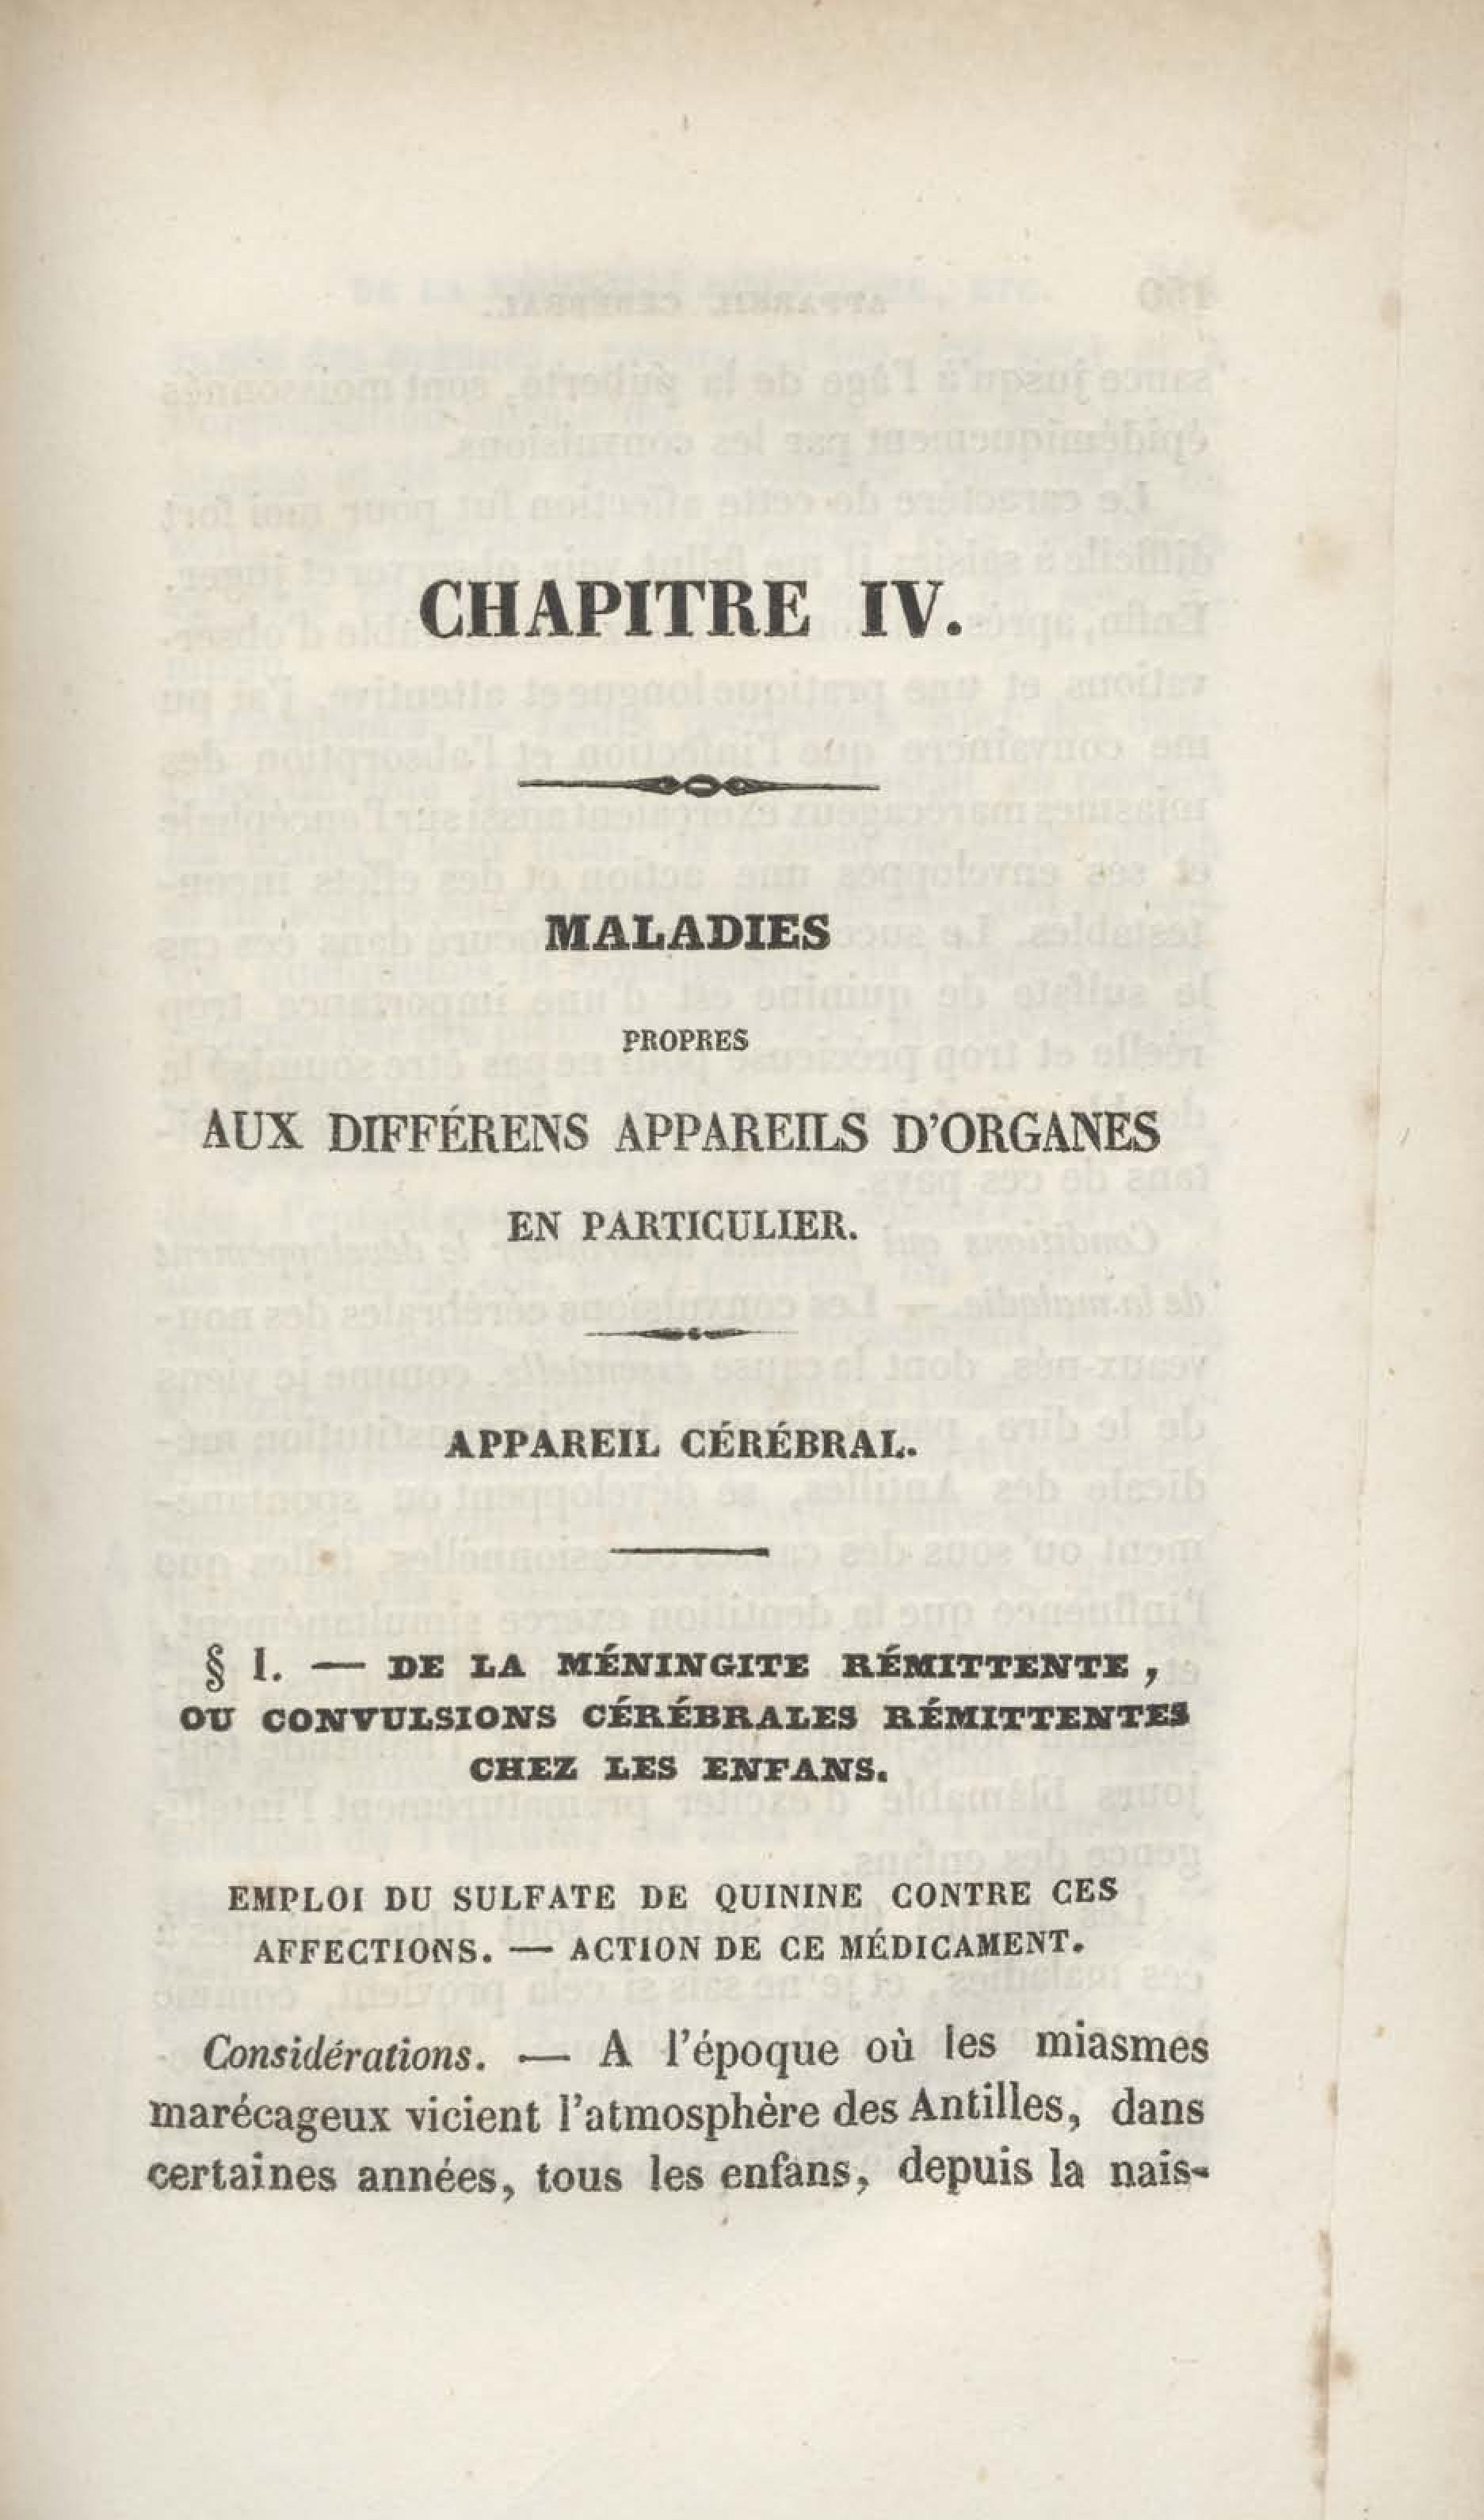 CHAPITRE IV.
MALADIES
PROPRES
AUX DIFFÉRENS APPAREILS D'ORGANES
EN PARTICULIER.
APPAREIL CÉRÉBRAL.
§ I. — DE LA MÉNINGITE RÉMITTENTE,
OU CONVULSIONS CÉRÉBRALES RÉMITTENTES
CHEZ LES ENFANS.
EMPLOI DU SULFATE DE QUININE CONTRE CES
AFFECTIONS. — ACTION DE CE MÉDICAMENT.
Considérations. — A l'époque où les miasmes
marécageux vicient l'atmosphère des Antilles, dans
certaines années, tous les enfans, depuis la nais-